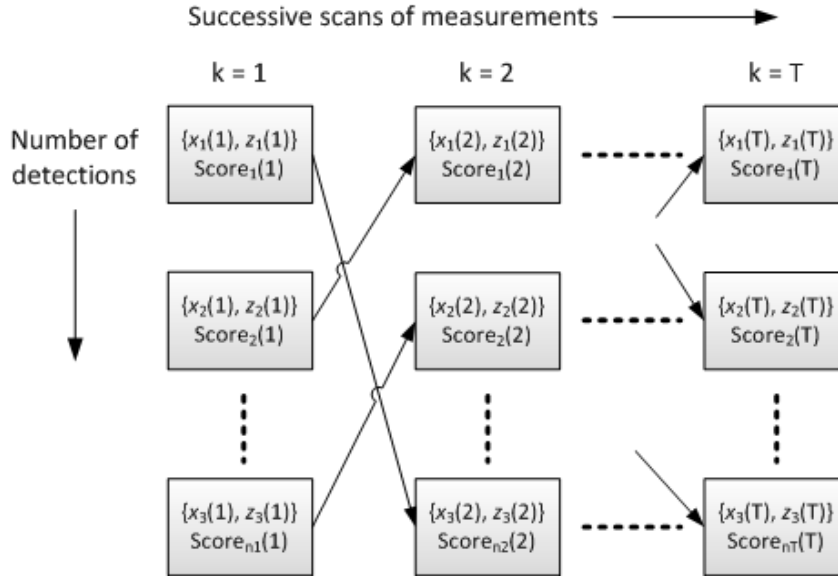 Successive scans of measurements
k = 1
k = 2
k = T
Number of
detections
{x₁(1), z₁(1)}
Score₁(1)
{x₁(2), z₁(2)}
Score₁(2)
{x₁(T), z₁(T)}
Score₁(T)
{x₂(1), z₂(1)}
Score₂(1)
{x₂(2), z₂(2)}
Score₂(2)
{x₂(T), z₂(T)}
Score₂(T)
{x₃(1), z₃(1)}
Scoreₙ₁(1)
{x₃(2), z₃(2)}
Scoreₙ₂(2)
{x₃(T), z₃(T)}
Score_nT(T)